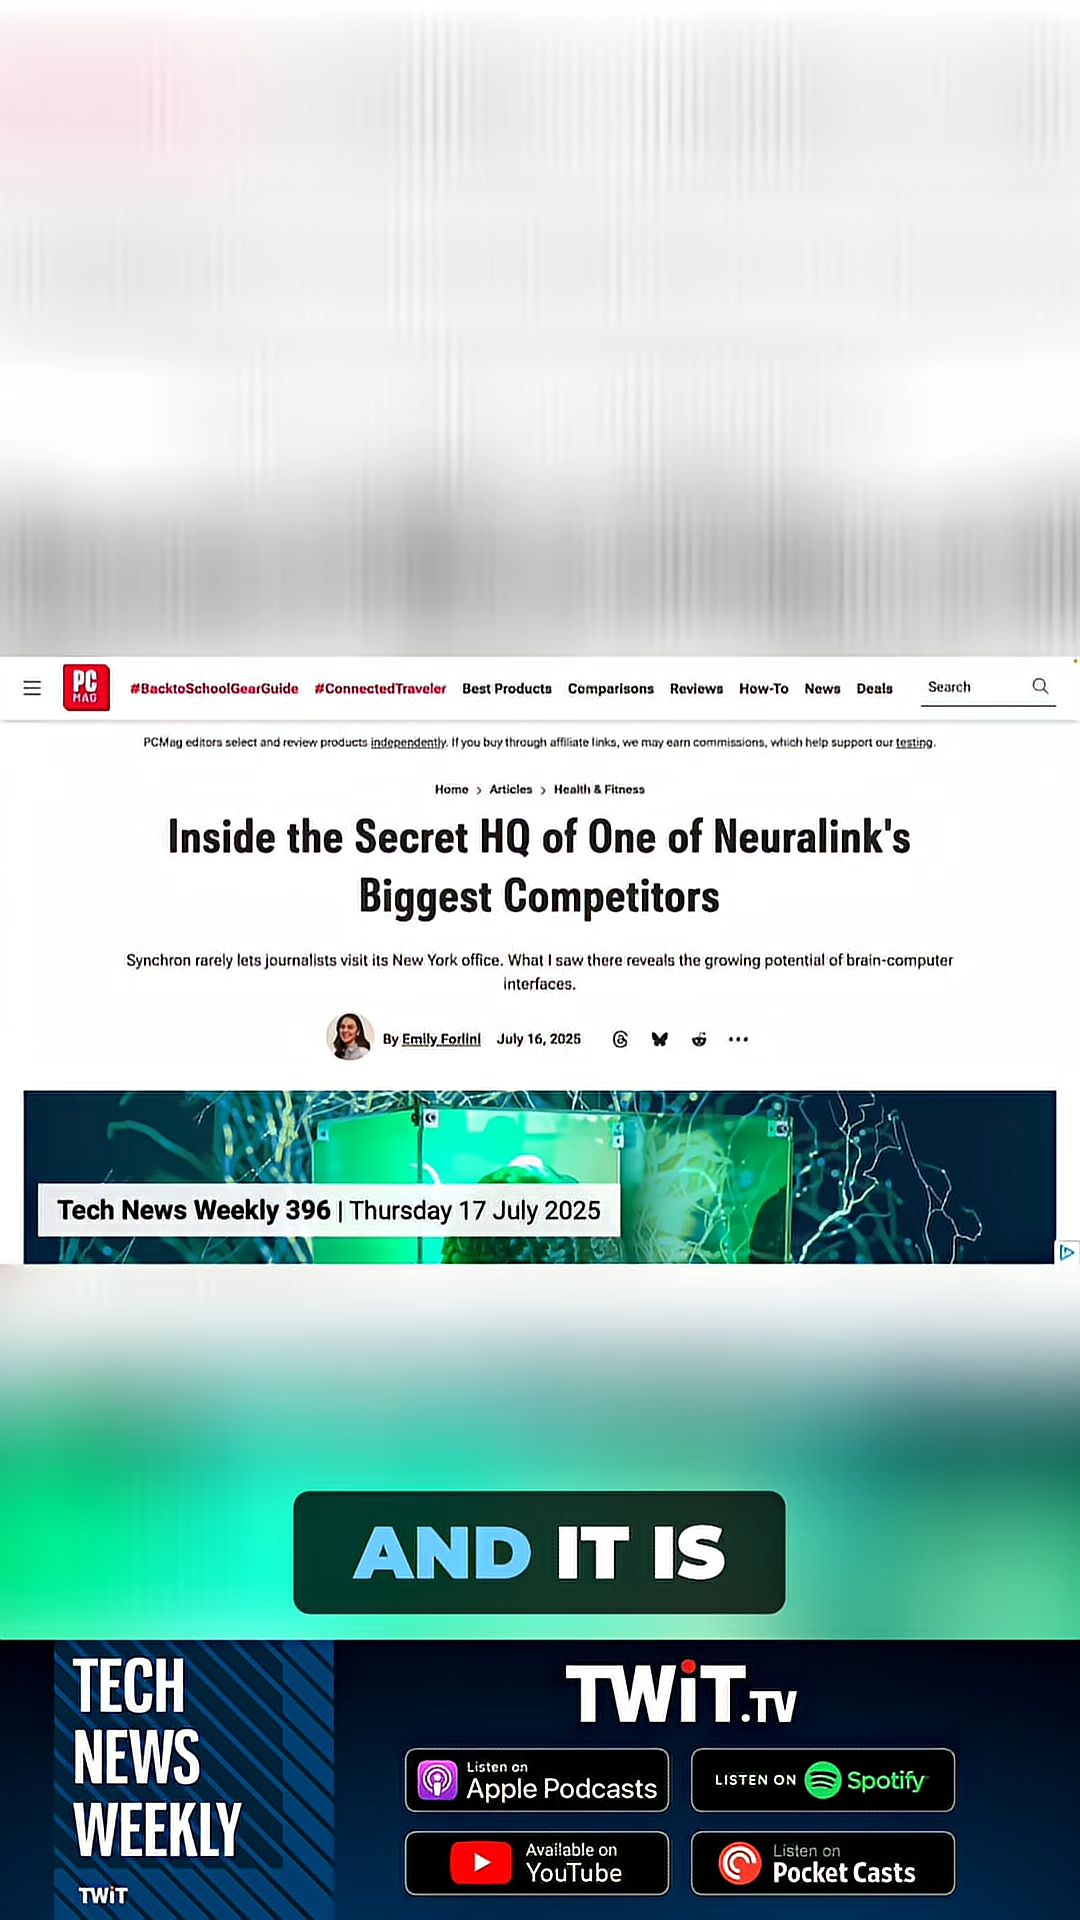 PC
MAG
#BacktoSchoolGearGuide #ConnectedTraveler Best Products Comparisons Reviews How-To News Deals Search
PCMag editors select and review products independently. If you buy through affiliate links, we may earn commissions, which help support our testing.
Home > Articles > Health & Fitness
Inside the Secret HQ of One of Neuralink's
Biggest Competitors
Synchron rarely lets journalists visit its New York office. What I saw there reveals the growing potential of brain-computer
interfaces.
By Emily Forlini July 16, 2025
Tech News Weekly 396 | Thursday 17 July 2025
AND IT IS
TECH
NEWS
WEEKLY
TWiT
TWiT.TV
Listen on
Apple Podcasts
LISTEN ON Spotify
Available on
YouTube
Listen on
Pocket Casts